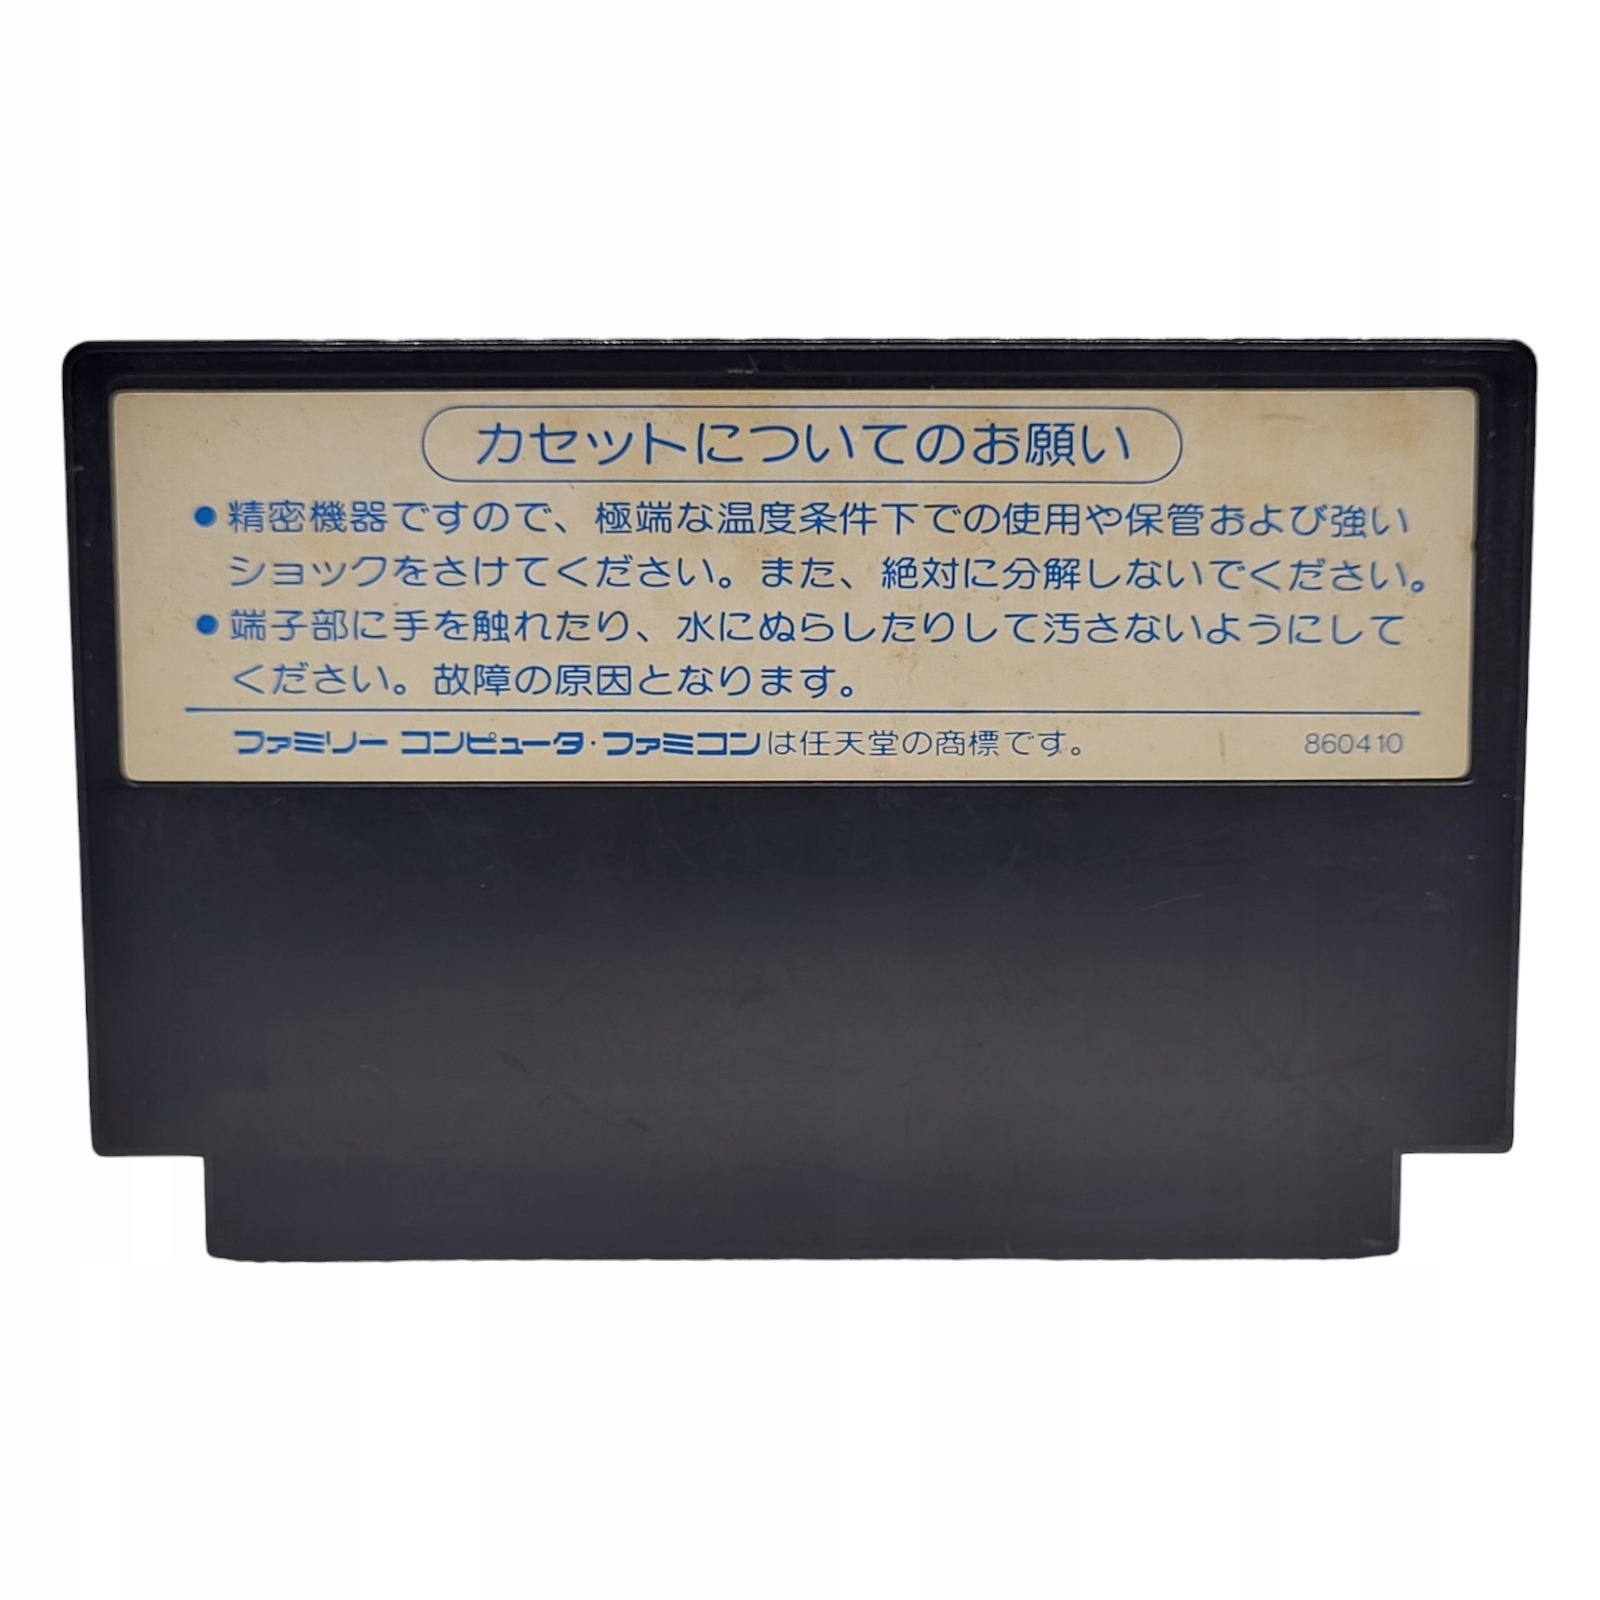 カセットについてのお願い
●精密機器ですので、極端な温度条件下での使用や保管および強い
ショックをさけてください。また、絶対に分解しないでください。
●端子部に手を触れたり、水にぬらしたりして汚さないようにして
ください。故障の原因となります。
ファミリー コンピュータ・ファミコンは任天堂の商標です。 860410